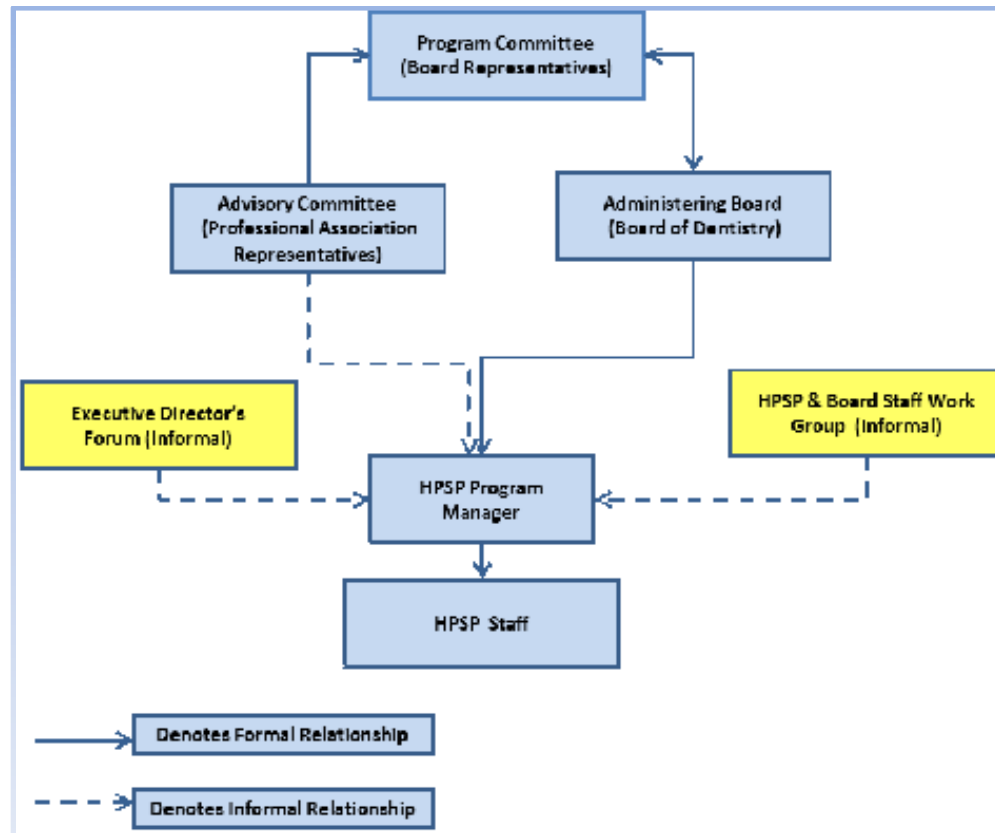 Program Committee
(Board Representatives)
Advisory Committee
(Professional Association
Representatives)
Administering Board
(Board of Dentistry)
Executive Director's
Forum (Informal)
HPSP & Board Staff Work
Group (Informal)
HPSP Program
Manager
HPSP Staff
Denotes Formal Relationship
Denotes Informal Relationship